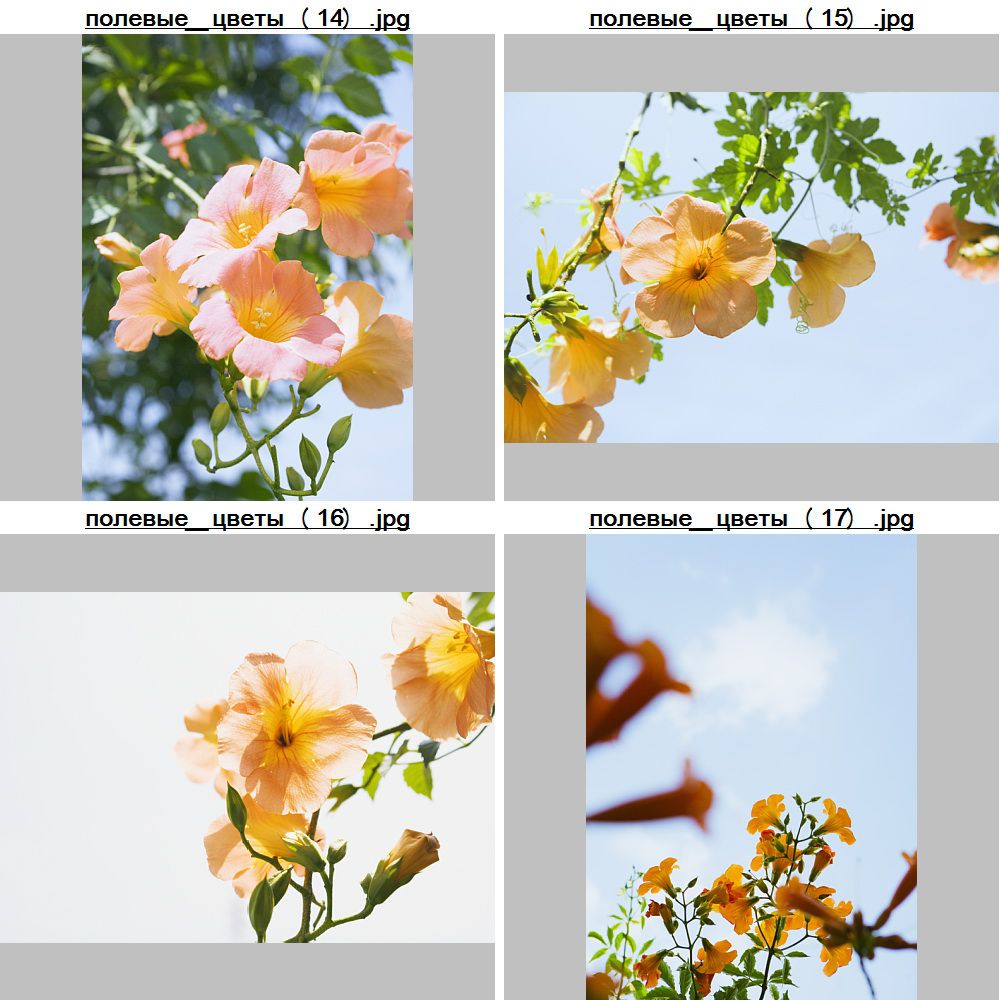 полевые__цветы (14) .jpg
полевые__цветы (15) .jpg
полевые__цветы (16) .jpg
полевые__цветы (17) .jpg